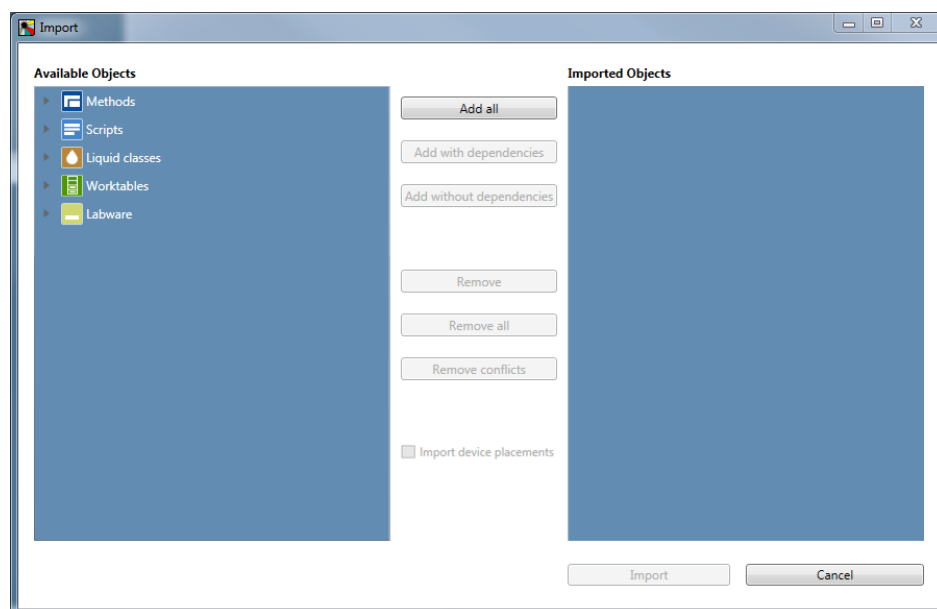 Import
Available Objects
Methods
Scripts
Liquid classes
Worktables
Labware
Add all
Add with dependencies
Add without dependencies
Remove
Remove all
Remove conflicts
Import device placements
Imported Objects
Import
Cancel